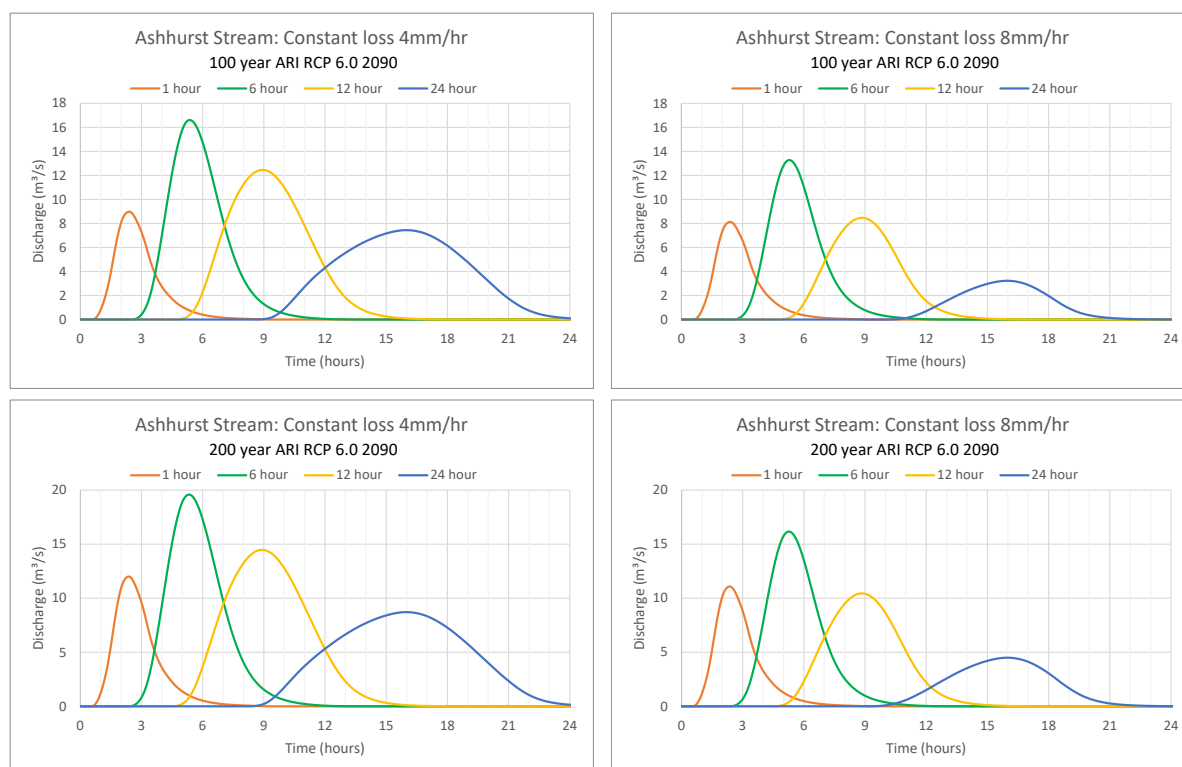 Ashhurst Stream: Constant loss 4mm/hr
100 year ARI RCP 6.0 2090
1 hour 6 hour 12 hour 24 hour
18
16
14
12
10
8
6
4
2
0
Discharge (m³/s)
0 3 6 9 12 15 18 21 24
Time (hours)
Ashhurst Stream: Constant loss 8mm/hr
100 year ARI RCP 6.0 2090
1 hour 6 hour 12 hour 24 hour
18
16
14
12
10
8
6
4
2
0
Discharge (m³/s)
0 3 6 9 12 15 18 21 24
Time (hours)
Ashhurst Stream: Constant loss 4mm/hr
200 year ARI RCP 6.0 2090
1 hour 6 hour 12 hour 24 hour
20
15
10
5
0
Discharge (m³/s)
0 3 6 9 12 15 18 21 24
Time (hours)
Ashhurst Stream: Constant loss 8mm/hr
200 year ARI RCP 6.0 2090
1 hour 6 hour 12 hour 24 hour
20
15
10
5
0
Discharge (m³/s)
0 3 6 9 12 15 18 21 24
Time (hours)